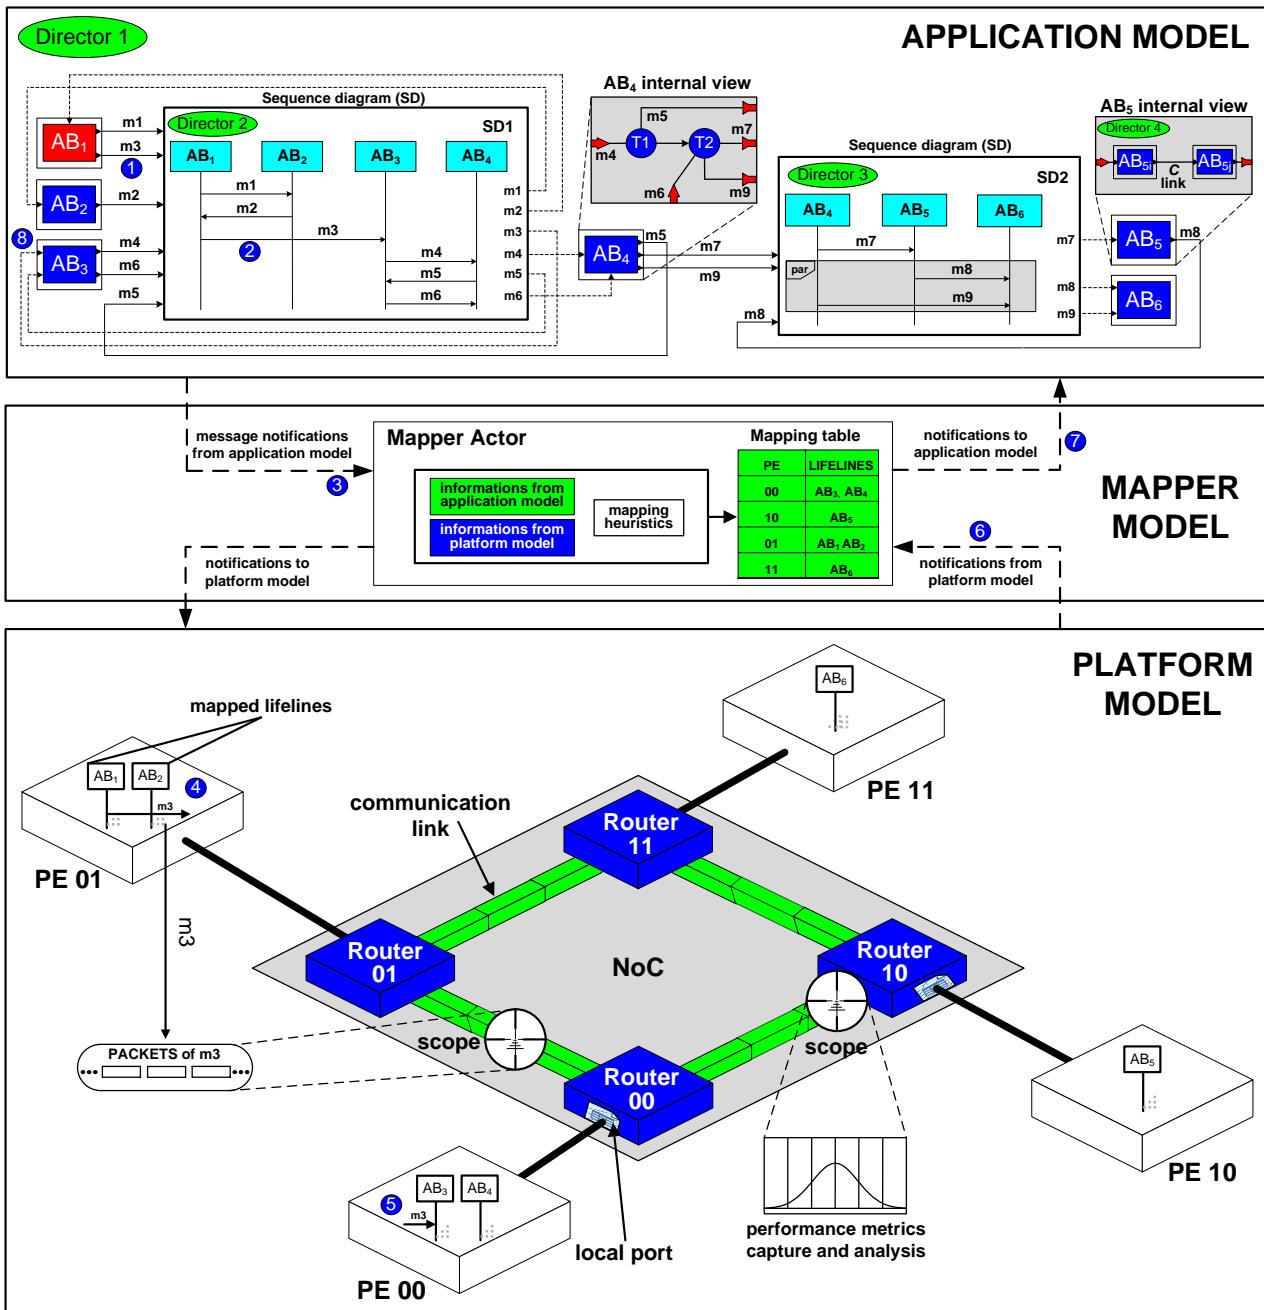 APPLICATION MODEL
Director 1
AB4 internal view
m5
m4
T1
T2
m7
m6
m9
AB5 internal view
Director 4
AB5i
AB5j
C
link
Sequence diagram (SD)
Director 2
SD1
AB1
m1
m3
1
AB2
m2
8
AB3
m4
m6
m5
AB1
AB2
AB3
AB4
m1
m2
2
m3
m4
m5
m6
m1
m2
m3
m4
m5
m6
AB4
m5
m7
m9
Sequence diagram (SD)
Director 3
SD2
AB4
AB5
AB6
m7
par
m8
m9
m8
m7
m8
m9
AB5
m8
AB6
MAPPER
MODEL
message notifications
from application model
3
Mapper Actor
informations from
application model
informations from
platform model
mapping
heuristics
Mapping table
PE
LIFELINES
00
AB3, AB4
10
AB5
01
AB1 AB2
11
AB6
notifications to
application model
7
6
notifications from
platform model
notifications to
platform model
PLATFORM
MODEL
mapped lifelines
AB1
AB2
4
m3
PE 01
m3
PACKETS of m3
communication
link
AB6
PE 11
Router
11
Router
01
NoC
Router
10
scope
scope
Router
00
AB5
PE 10
5
m3
AB3
AB4
PE 00
local port
performance metrics
capture and analysis